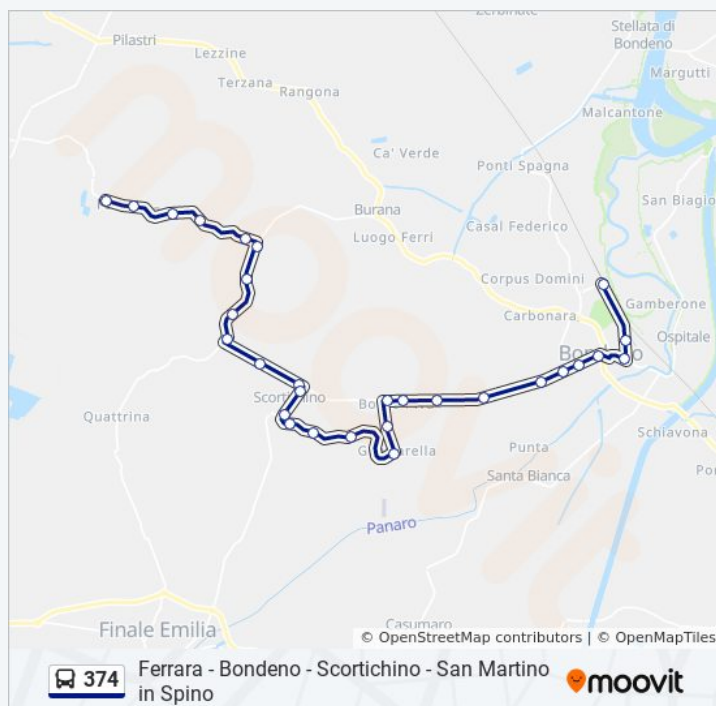 Zerbinate
Stellata di
Bondeno
Pilastri
Lezzine
Margutti
Terzana
Rangona
Malcantone
Ca' Verde
Ponti Spagna
San Biagio
Burana
Casal Federico
Luogo Ferri
Corpus Domini
Gamberone
Carbonara
Ospitale
Scortichino
Quattrina
Schiavona
Punta
Santa Bianca
Panaro
Casumaro
Finale Emilia
moovit
© OpenStreetMap contributors | © OpenMapTiles
374
Ferrara - Bondeno - Scortichino - San Martino
in Spino
moovit